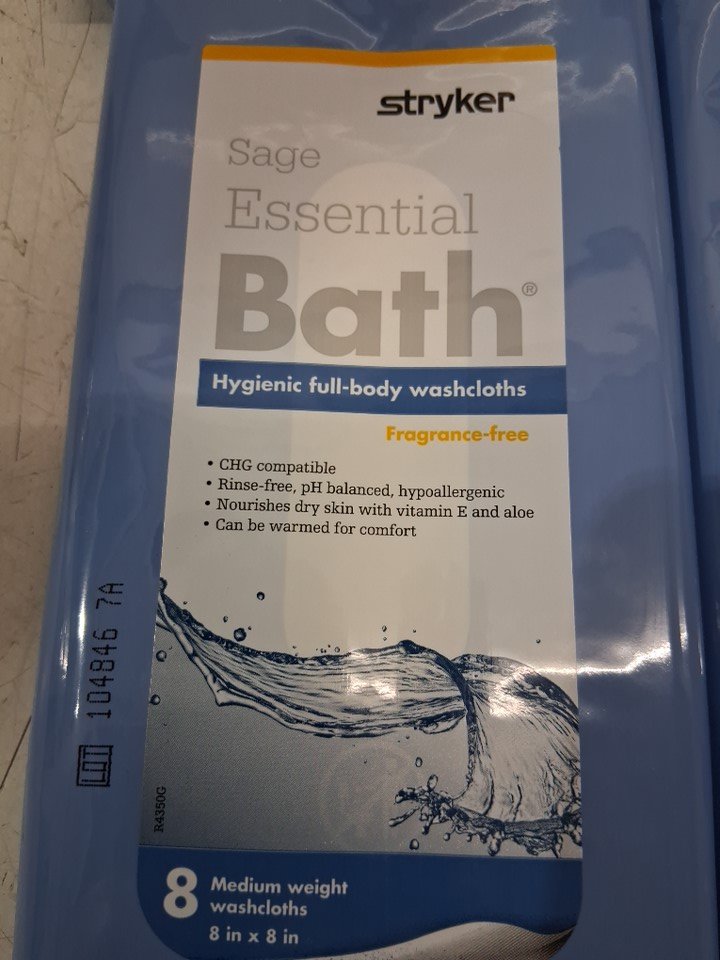 stryker
Sage
Essential
Bath®
Hygienic full-body washcloths
Fragrance-free
• CHG compatible
• Rinse-free, pH balanced, hypoallergenic
• Nourishes dry skin with vitamin E and aloe
• Can be warmed for comfort
LOT 104846 7A
R4350G
8 Medium weight
washcloths
8 in x 8 in